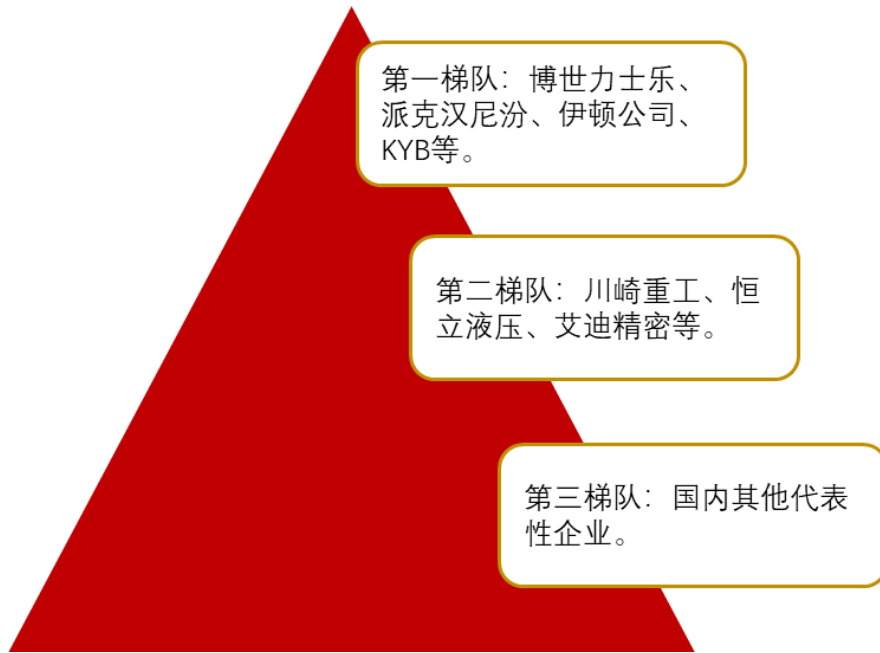 第一梯队：博世力士乐、
派克汉尼汾、伊顿公司、
KYB等。
第二梯队：川崎重工、恒
立液压、艾迪精密等。
第三梯队：国内其他代表
性企业。